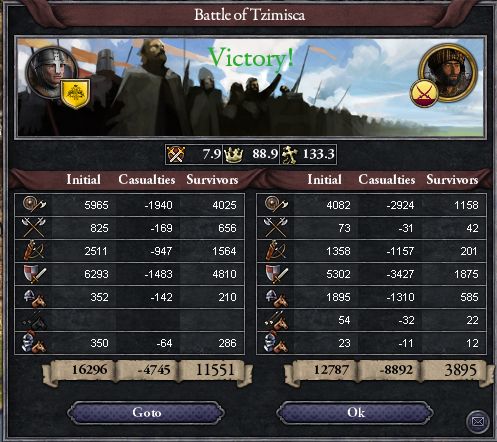 Battle of Tzimisca
Victory!
7.9 88.9 133.3
Initial Casualties Survivors Initial Casualties Survivors
5965 -1940 4025 4082 -2924 1158
825 -169 656 73 -31 42
2511 -947 1564 1358 -1157 201
6293 -1483 4810 5302 -3427 1875
352 -142 210 1895 -1310 585
54 -32 22
350 -64 286 23 -11 12
16296 -4745 11551 12787 -8892 3895
Goto Ok